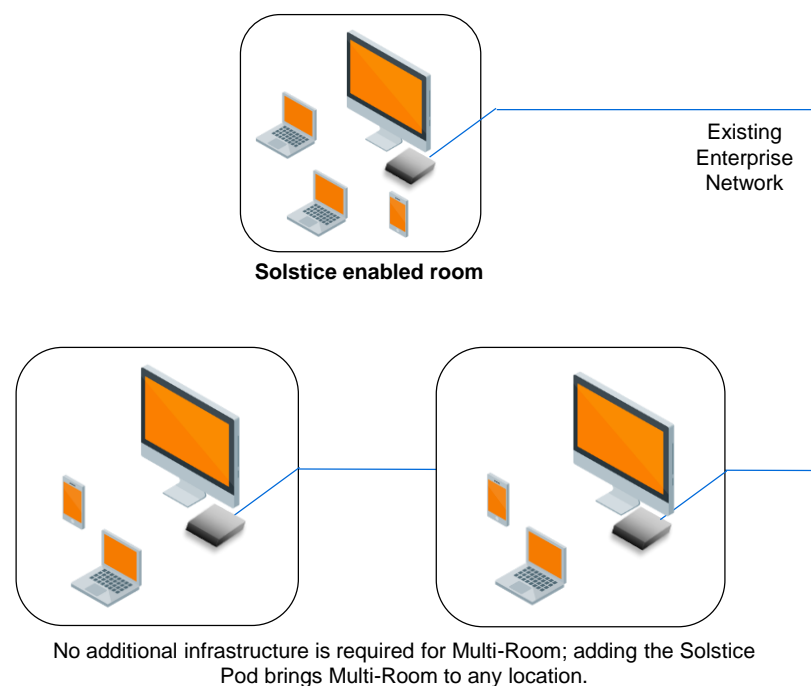 Existing
Enterprise
Network
Solstice enabled room
No additional infrastructure is required for Multi-Room; adding the Solstice
Pod brings Multi-Room to any location.